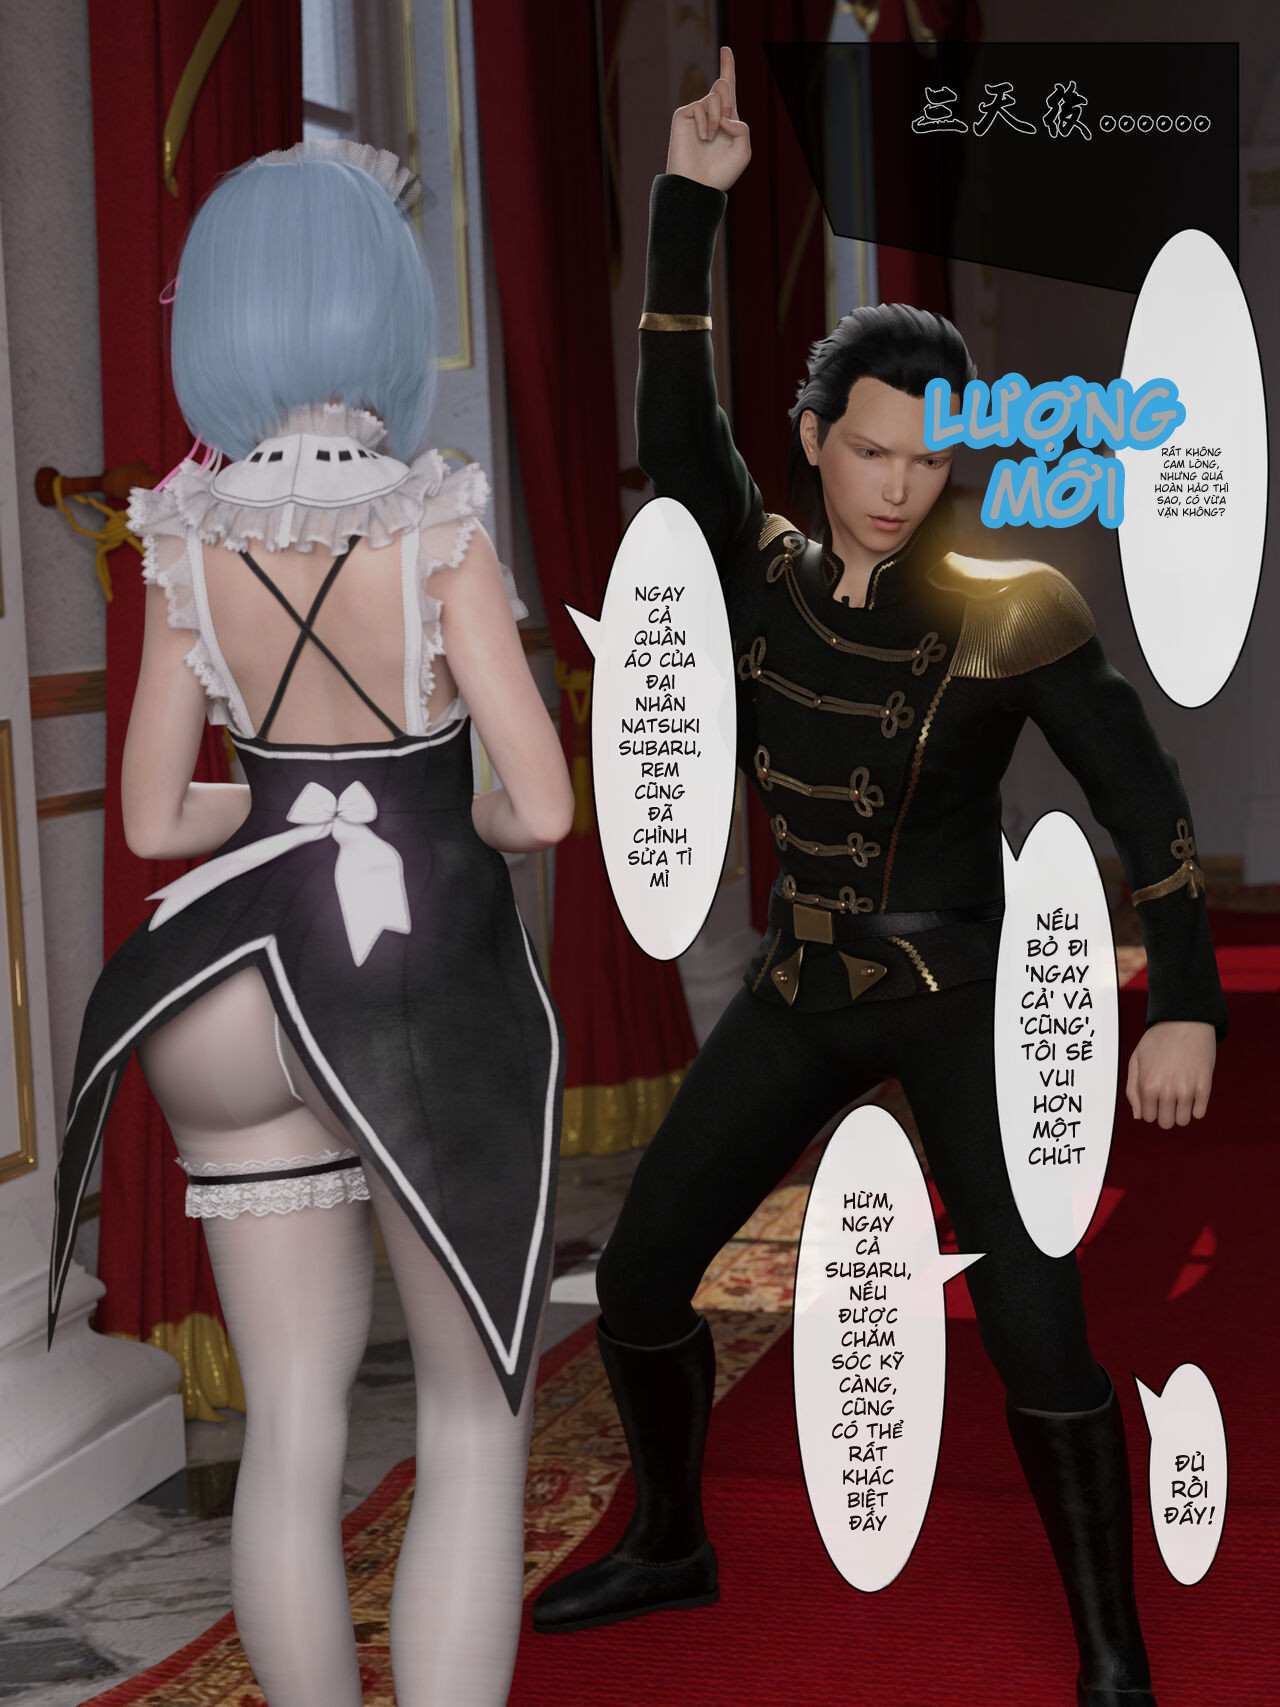 三天後......
RẤT KHÔNG
CAM LÒNG,
NHƯNG QUÁ
HOÀN HẢO THÌ
SAO, CÓ VỪA
VẶN KHÔNG?
LƯỢNG
MỚI
NGAY
CẢ
QUẦN
ÁO CỦA
ĐẠI
NHÂN
NATSUKI
SUBARU,
REM
CŨNG
ĐÃ
CHỈNH
SỬA TỈ
MỈ
NẾU
BỎ ĐI
'NGAY
CẢ' VÀ
'CŨNG',
TÔI SẼ
VUI
HƠN
MỘT
CHÚT
HỪM,
NGAY
CẢ
SUBARU,
NẾU
ĐƯỢC
CHĂM
SÓC KỸ
CÀNG,
CŨNG
CÓ THỂ
RẤT
KHÁC
BIỆT
ĐẤY
ĐỦ
RỒI
ĐẤY!